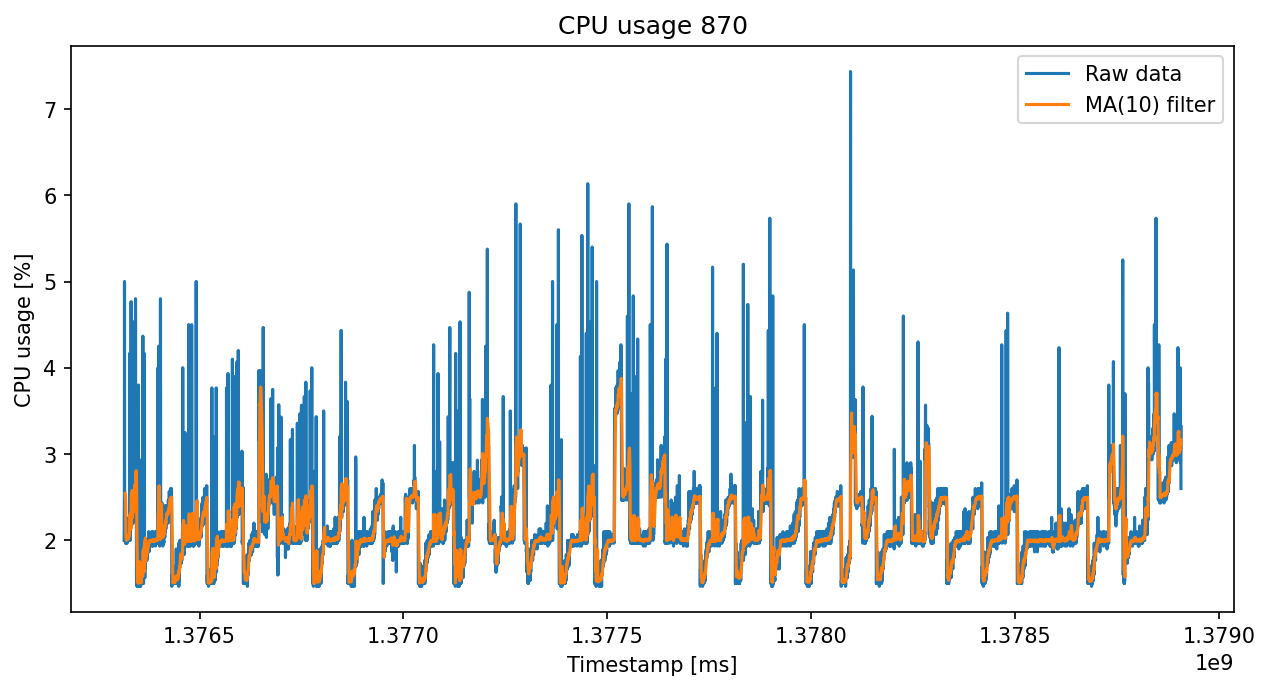 CPU usage 870
Raw data
MA(10) filter
CPU usage [%]
7
6
5
4
3
2
1.3765
1.3770
1.3775
1.3780
1.3785
1.3790
1e9
Timestamp [ms]